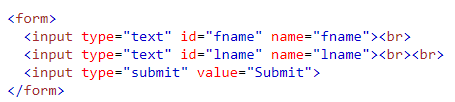 <form>
  <input type="text" id="fname" name="fname"><br>
  <input type="text" id="lname" name="lname"><br><br>
  <input type="submit" value="Submit">
</form>